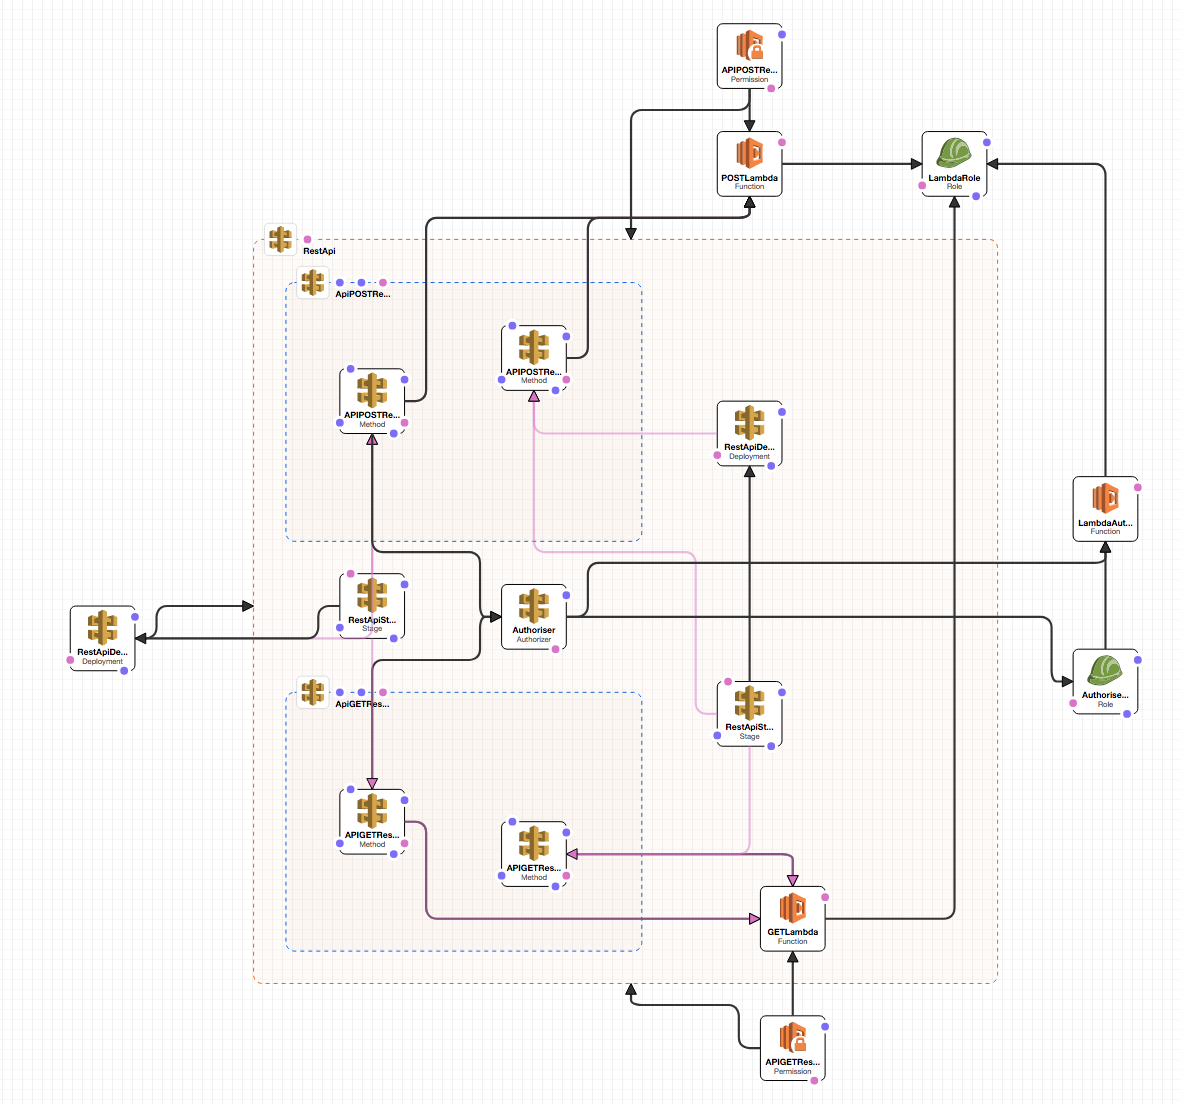 APIPOSTRe...
Permission
POSTLambda
Function
LambdaRole
Role
RestApi
ApiPOSTRe...
APIPOSTRe...
Method
APIPOSTRe...
Method
RestApiDe...
Deployment
LambdaAut...
Function
RestApiSt...
Stage
Authoriser
Authorizer
RestApiDe...
Deployment
Authorise...
Role
ApiGETRes...
RestApiSt...
Stage
APIGETRes...
Method
APIGETRes...
Method
GETLambda
Function
APIGETRes...
Permission